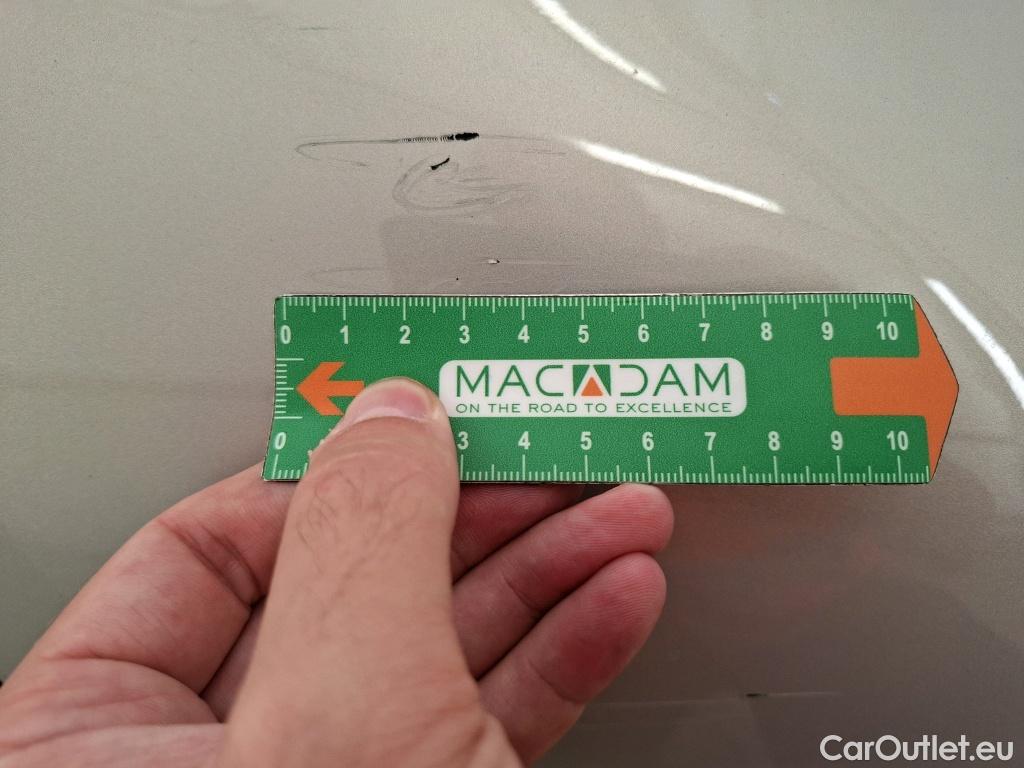 0 1 2 3 4 5 6 7 8 9 10
MACADAM
ON THE ROAD TO EXCELLENCE
0 3 4 5 6 7 8 9 10
CarOutlet.eu